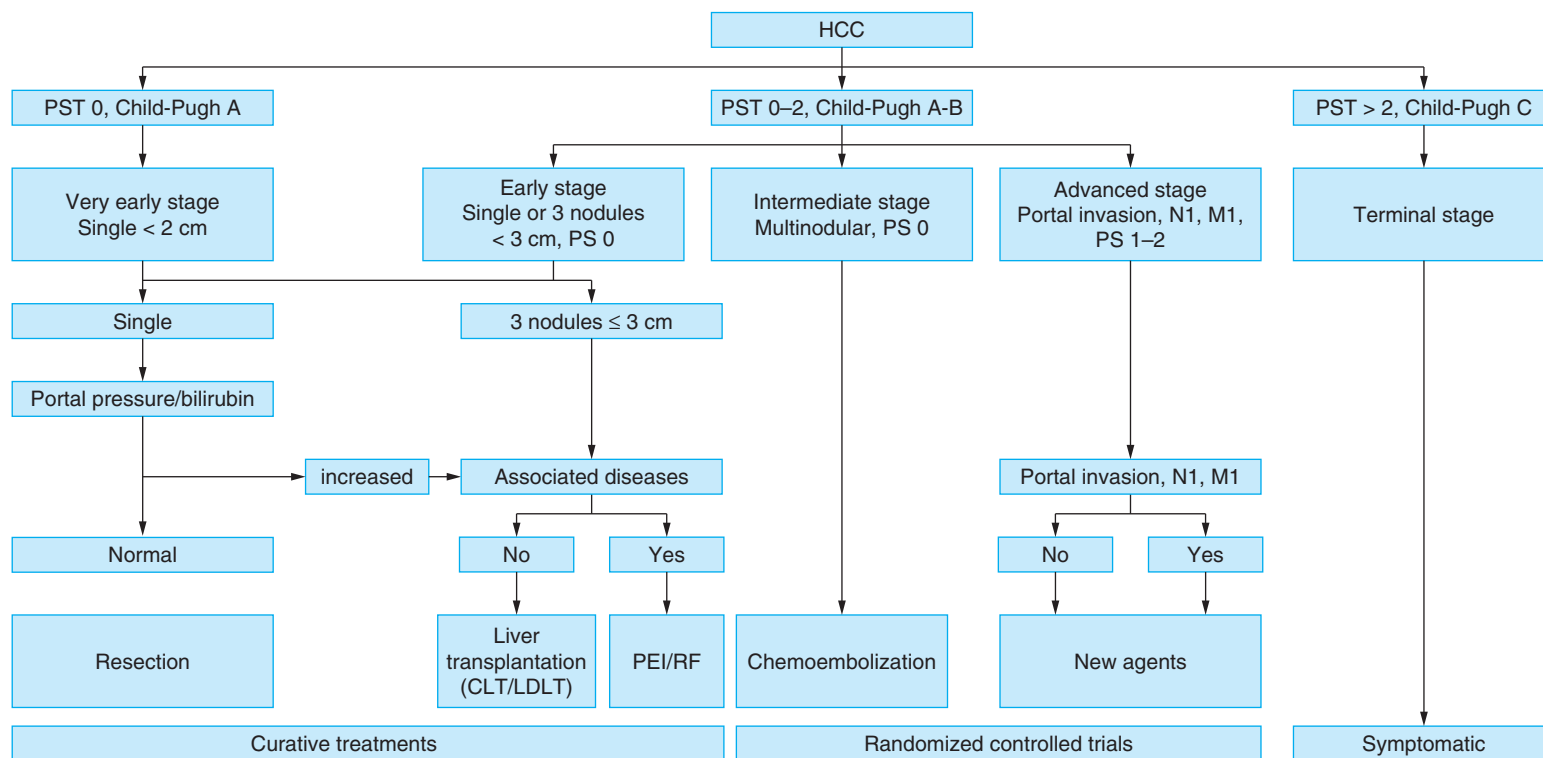 HCC
PST 0, Child-Pugh A
PST 0–2, Child-Pugh A-B
PST > 2, Child-Pugh C
Very early stage
Single < 2 cm
Early stage
Single or 3 nodules
< 3 cm, PS 0
Intermediate stage
Multinodular, PS 0
Advanced stage
Portal invasion, N1, M1,
PS 1–2
Terminal stage
Single
3 nodules ≤ 3 cm
Portal pressure/bilirubin
increased
Associated diseases
Portal invasion, N1, M1
Normal
No
Yes
No
Yes
Resection
Liver
transplantation
(CLT/LDLT)
PEI/RF
Chemoembolization
New agents
Curative treatments
Randomized controlled trials
Symptomatic